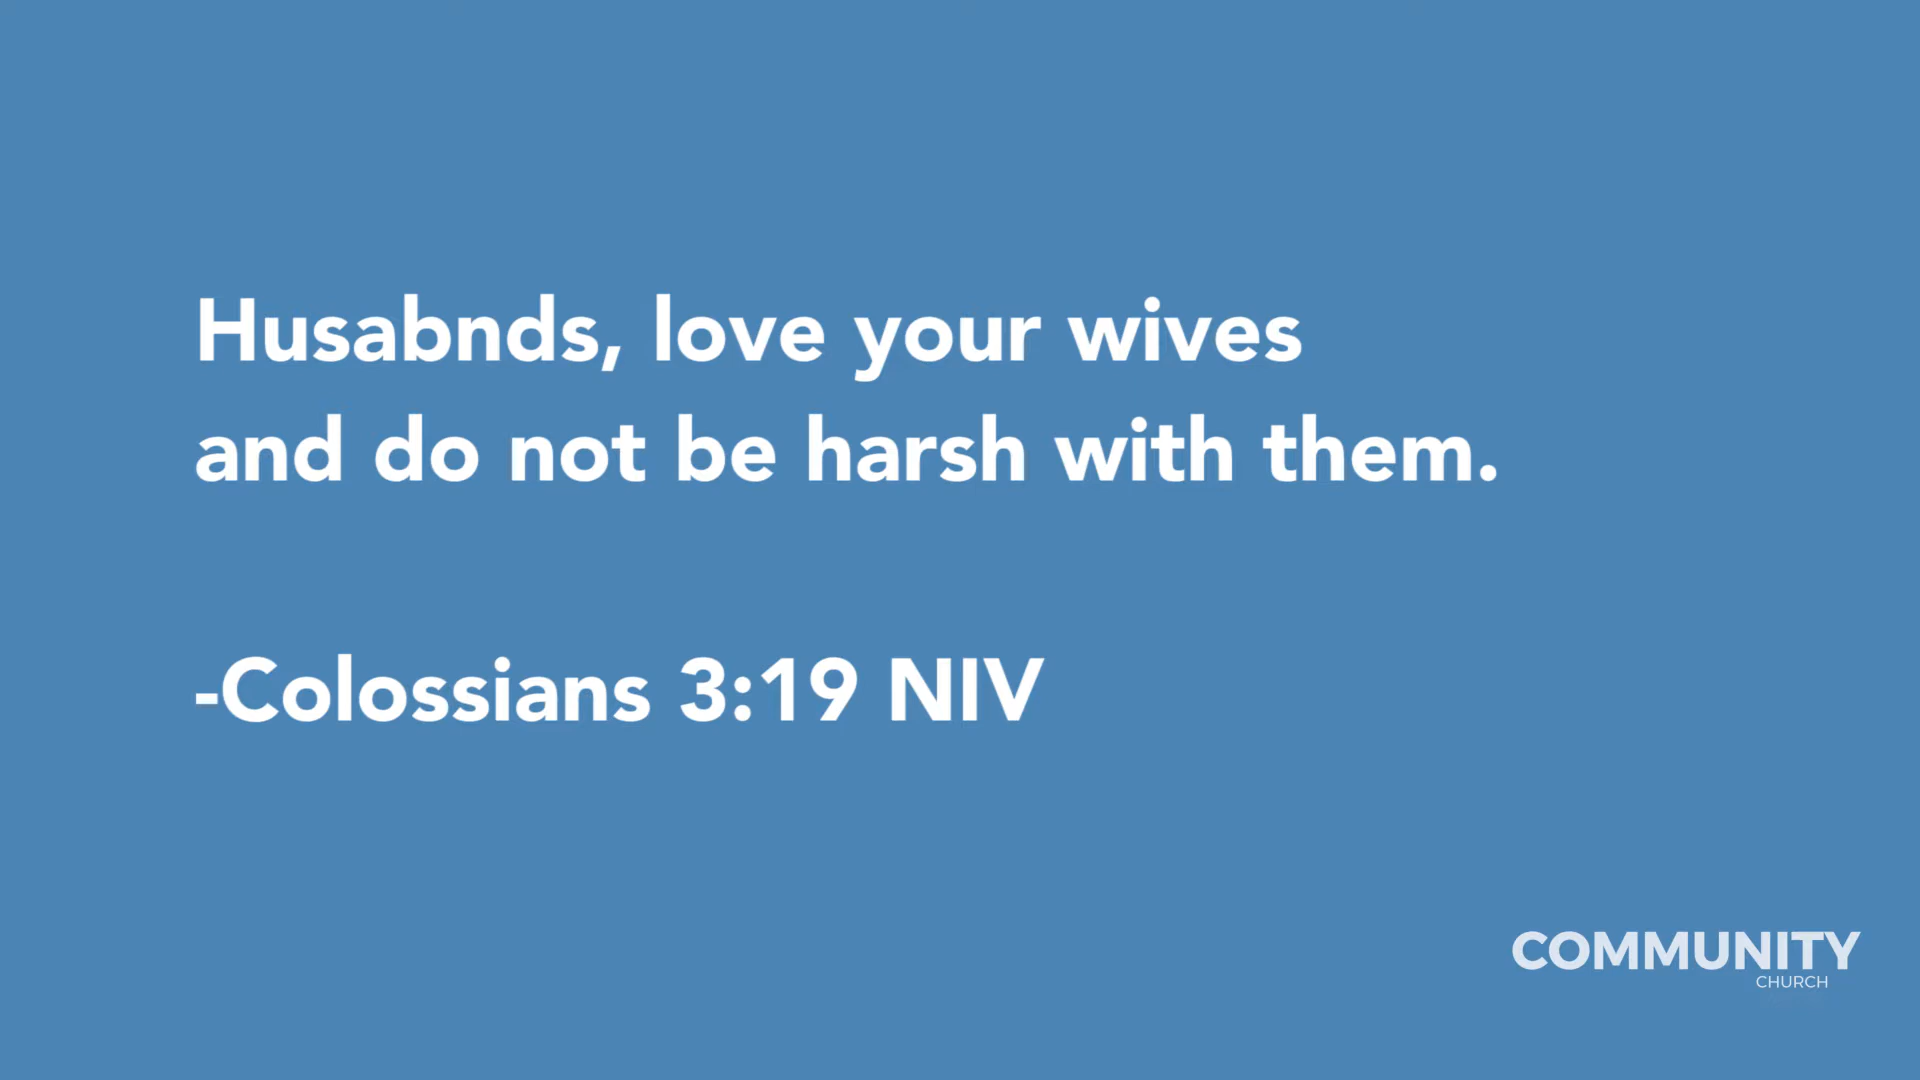 Husabnds, love your wives
and do not be harsh with them.
-Colossians 3:19 NIV
COMMUNITY
CHURCH